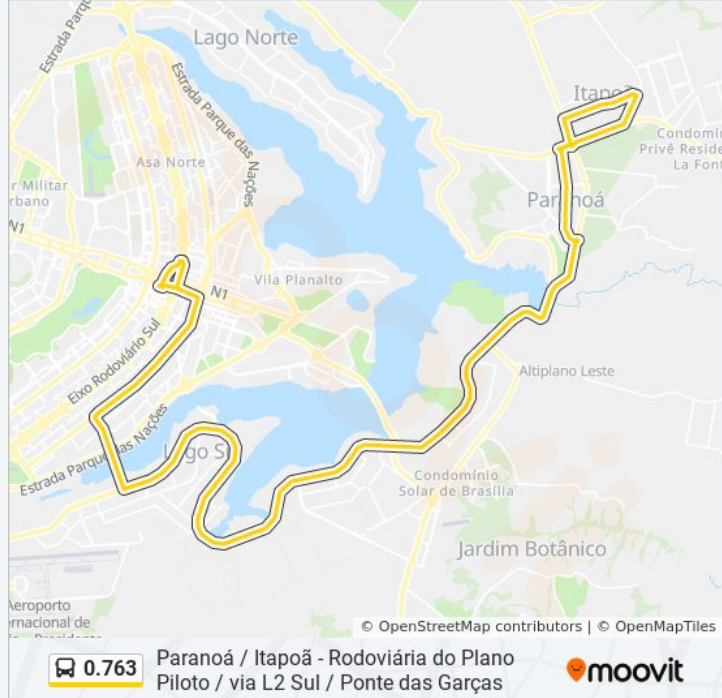 Estrada Parqu
Lago Norte
Estrada Parque das Nações
Itapoã
Condomín
Privê Reside
La Font
Asa Norte
r Militar
rbano
Paranoá
N1
Vila Planalto
N1
Eixo Rodoviário Sul
Altiplano Leste
Estrada Parque das Nações
Lago Sul
Condomínio
Solar de Brasília
Jardim Botânico
Aeroporto
ernacional de
© OpenStreetMap contributors | © OpenMapTiles
0.763
Paranoá / Itapoã - Rodoviária do Plano
Piloto / via L2 Sul / Ponte das Garças
moovit